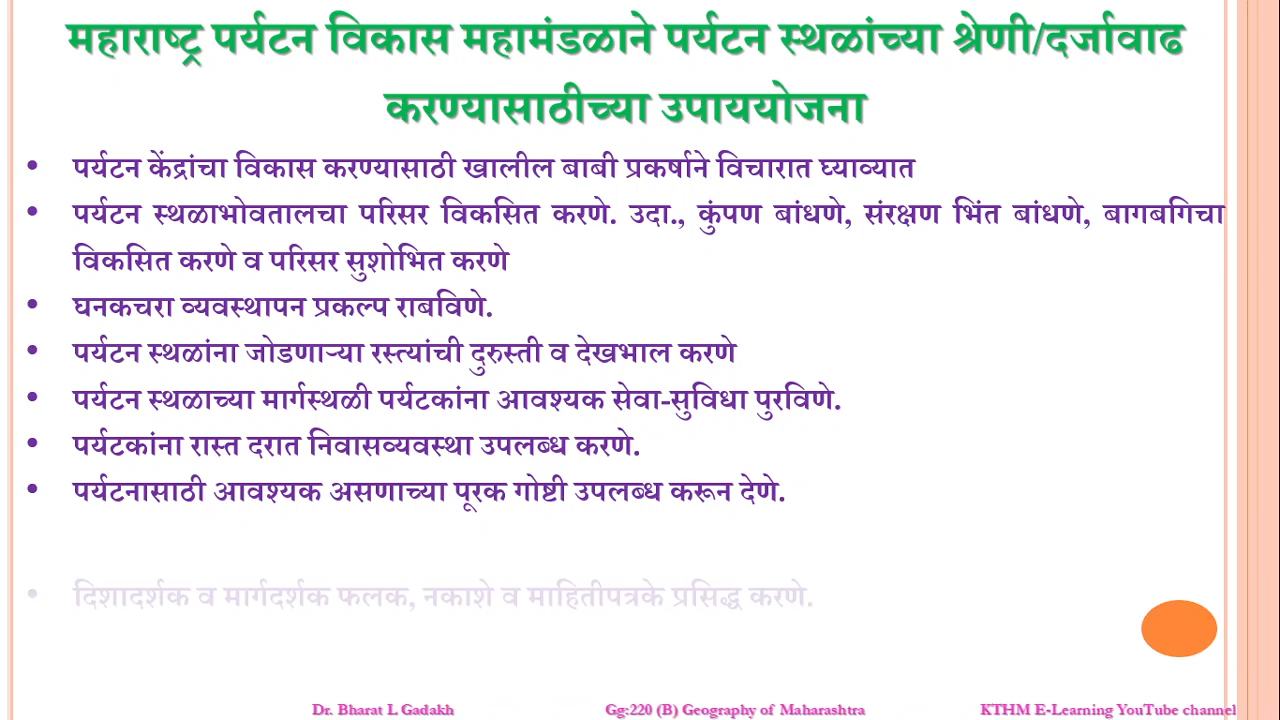 महाराष्ट्र पर्यटन विकास महामंडळाने पर्यटन स्थळांच्या श्रेणी/दर्जावाढ
करण्यासाठीच्या उपाययोजना
• पर्यटन केंद्रांचा विकास करण्यासाठी खालील बाबी प्रकर्षाने विचारात घ्याव्यात
• पर्यटन स्थळाभोवतालचा परिसर विकसित करणे. उदा., कुंपण बांधणे, संरक्षण भिंत बांधणे, बागबगिचा
विकसित करणे व परिसर सुशोभित करणे
• घनकचरा व्यवस्थापन प्रकल्प राबविणे.
• पर्यटन स्थळांना जोडणाऱ्या रस्त्यांची दुरुस्ती व देखभाल करणे
• पर्यटन स्थळाच्या मार्गस्थळी पर्यटकांना आवश्यक सेवा-सुविधा पुरविणे.
• पर्यटकांना रास्त दरात निवासव्यवस्था उपलब्ध करणे.
• पर्यटनासाठी आवश्यक असणाच्या पूरक गोष्टी उपलब्ध करून देणे.
• दिशादर्शक व मार्गदर्शक फलक, नकाशे व माहितीपत्रके प्रसिद्ध करणे.
Dr. Bharat L Gadakh Gg:220 (B) Geography of Maharashtra KTHM E-Learning YouTube channel